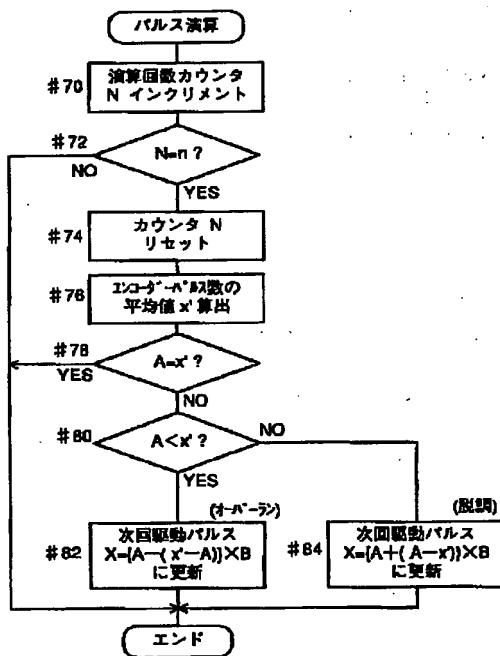 パルス演算
#70
演算回数カウンタ
N インクリメント
#72
N=n ?
NO
YES
#74
カウンタ N
リセット
#76
エンコーダーパルス数の
平均値 x' 算出
#78
A=x' ?
YES
NO
#80
A<x' ?
NO
YES
(オーバーラン)
#82
次回駆動パルス
X={A-(x'-A)}×B
に更新
(脱調)
#84
次回駆動パルス
X={A+(A-x')}×B
に更新
エンド